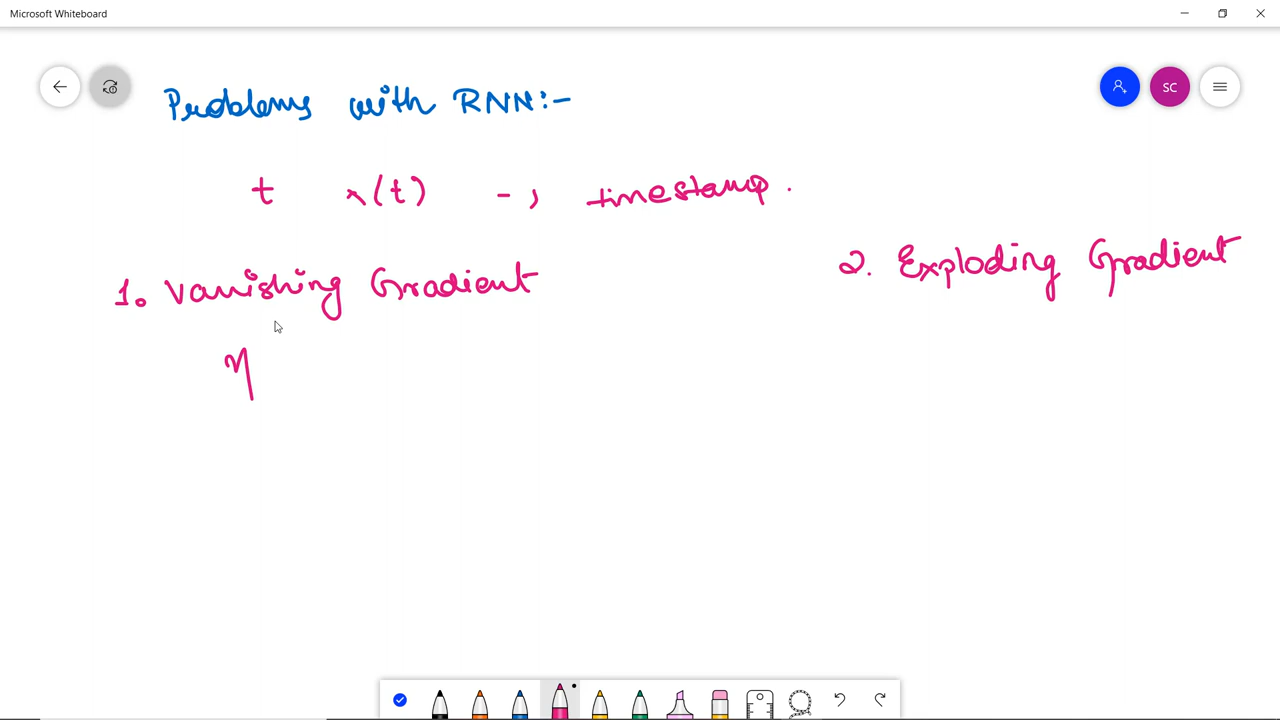 Microsoft Whiteboard
SC
Problems with RNN:-
t x(t) - , timestamp.
1. Vanishing Gradient
2. Exploding Gradient
η